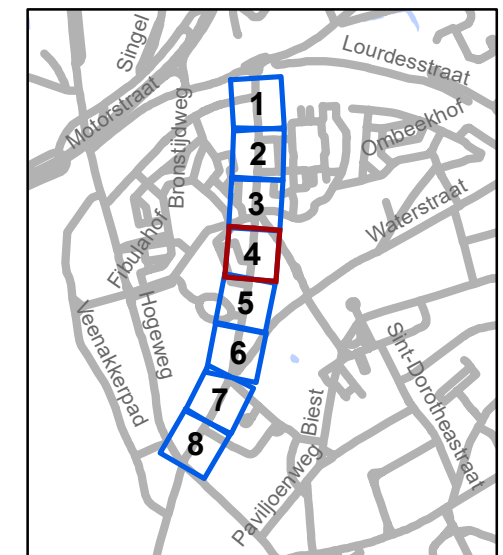 Singel
Lourdesstraat
Motorstraat
Bronstijdweg
1
Ombeekhof
2
3
Waterstraat
Fibulahof
4
5
Hogeweg
Veenakkerpad
6
Sint-Dorotheastraat
7
Biest
8
Paviljoenweg